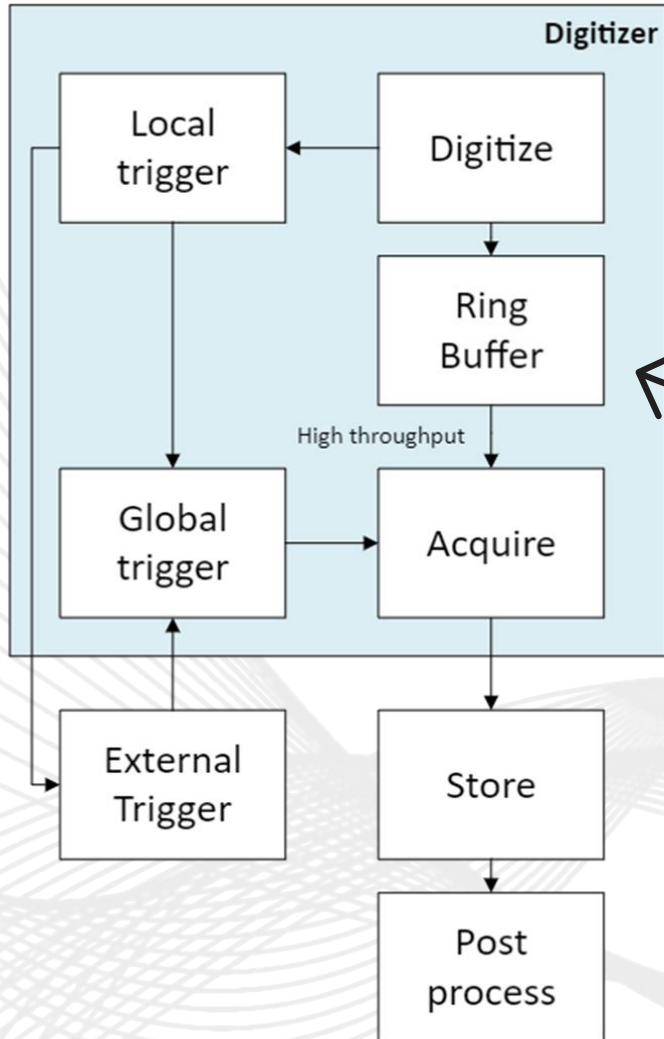 Digitizer
Local
trigger
Digitize
Ring
Buffer
High throughput
Global
trigger
Acquire
External
Trigger
Store
Post
process